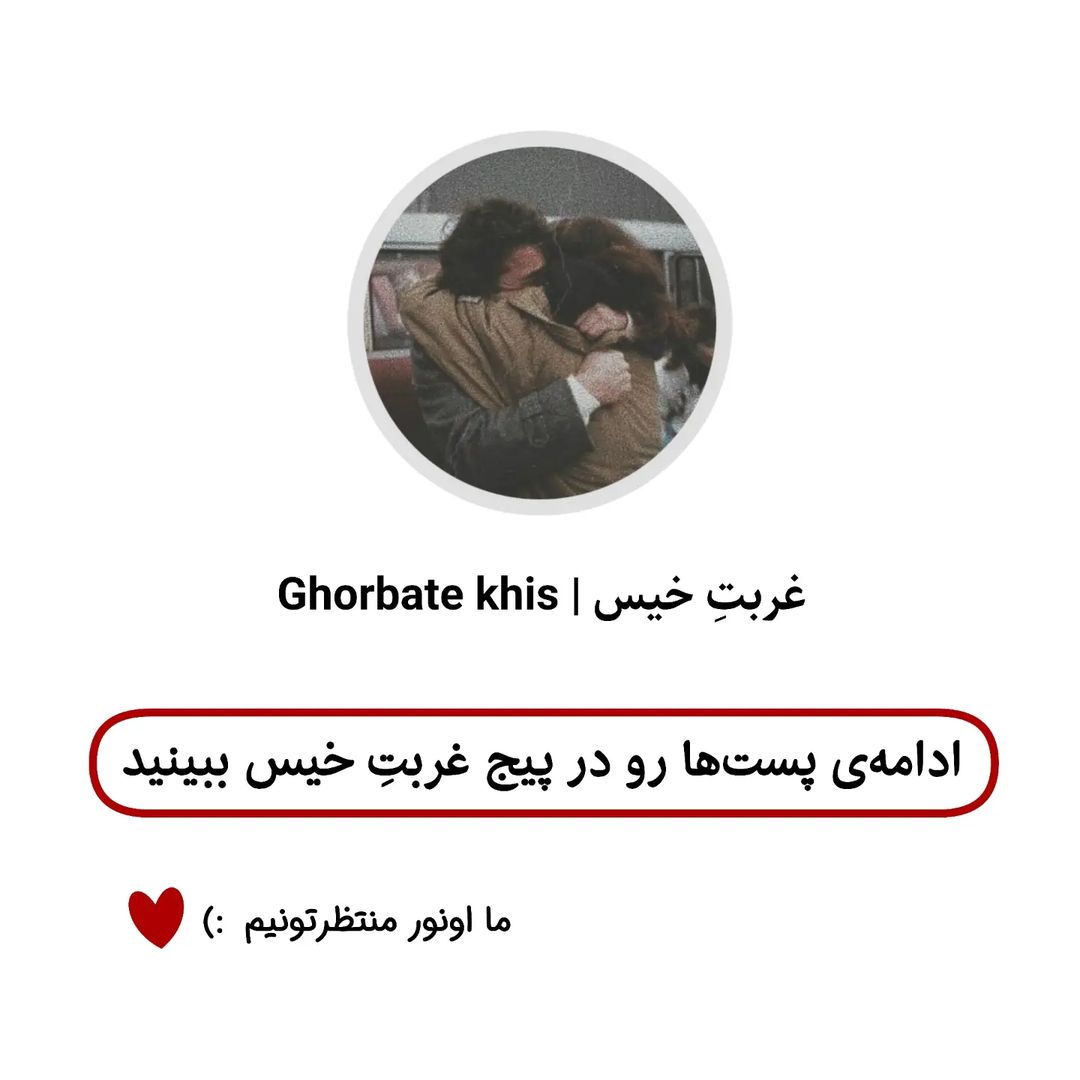 غربتِ خیس | Ghorbate khis
ادامه‌ی پست‌ها رو در پیج غربتِ خیس ببینید
ما اونور منتظرتونیم :)